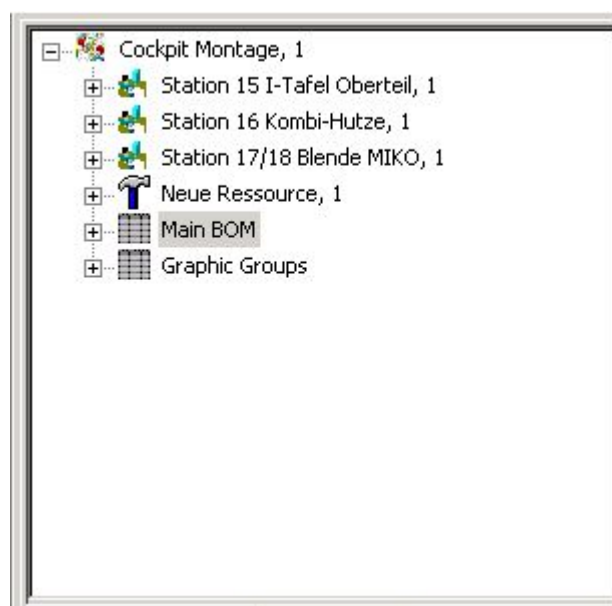 Cockpit Montage, 1
Station 15 I-Tafel Oberteil, 1
Station 16 Kombi-Hutze, 1
Station 17/18 Blende MIKO, 1
Neue Ressource, 1
Main BOM
Graphic Groups